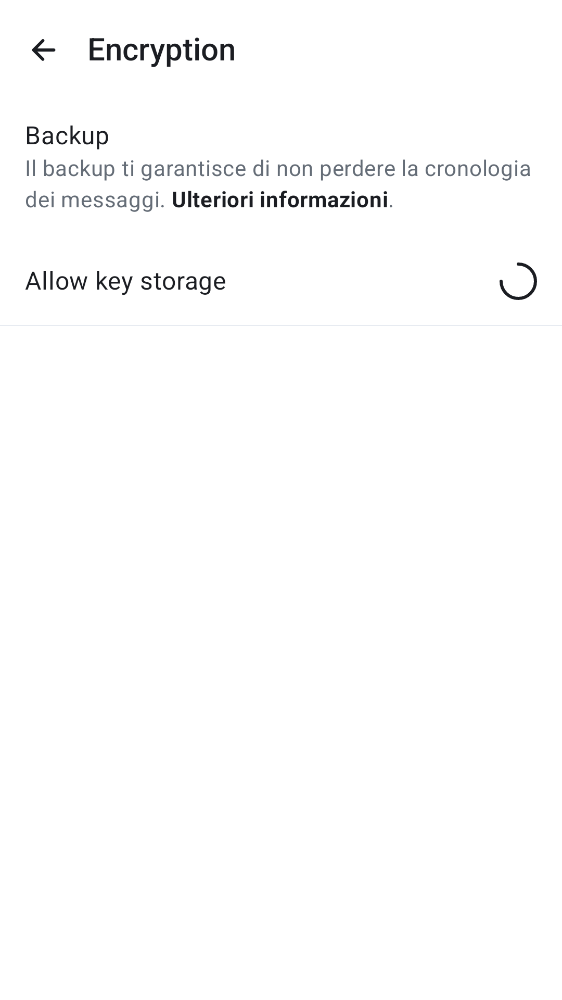 Encryption
Backup
Il backup ti garantisce di non perdere la cronologia
dei messaggi. Ulteriori informazioni.
Allow key storage